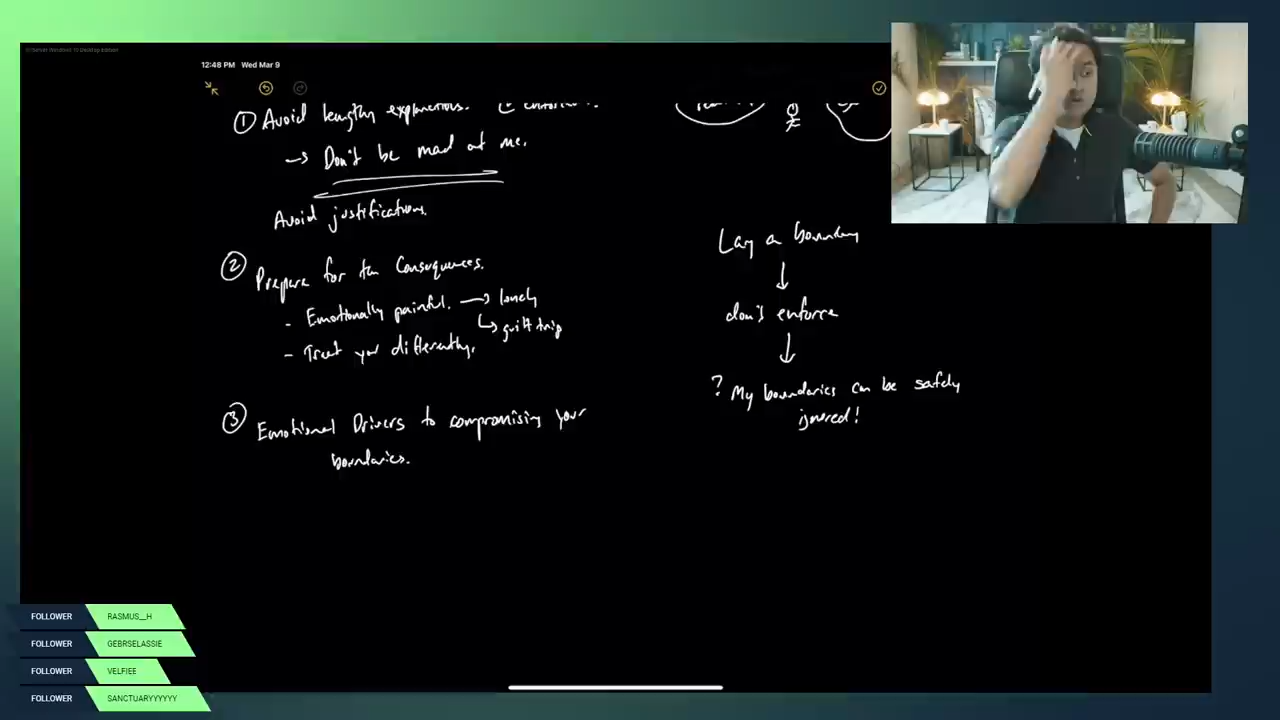 12:48 PM Wed Mar 9
① Avoid lengthy explanations.
→ Don't be mad at me.
Avoid justifications.
② Prepare for the Consequences.
- Emotionally painful. → lonely
↳ guilt trip
- Treat you differently.
③ Emotional Drivers to compromising your
boundaries.
Lay a boundary
↓
don't enforce
↓
? My boundaries can be safely
ignored!
FOLLOWER RASMUS__H
FOLLOWER GEBRSELASSIE
FOLLOWER VELFIEE
FOLLOWER SANCTUARYYYYYY